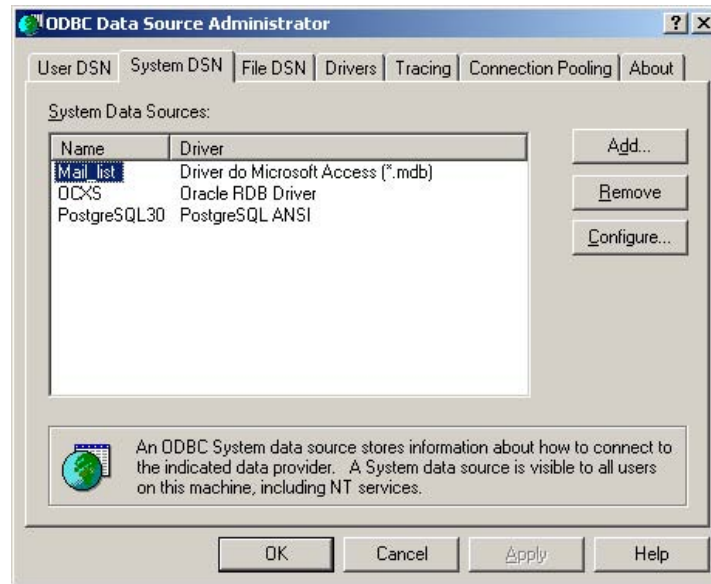 ODBC Data Source Administrator
User DSN System DSN File DSN Drivers Tracing Connection Pooling About
System Data Sources:
Name Driver
Mail_list Driver do Microsoft Access (*.mdb)
OCXS Oracle RDB Driver
PostgreSQL30 PostgreSQL ANSI
Add...
Remove
Configure...
An ODBC System data source stores information about how to connect to
the indicated data provider. A System data source is visible to all users
on this machine, including NT services.
OK Cancel Apply Help